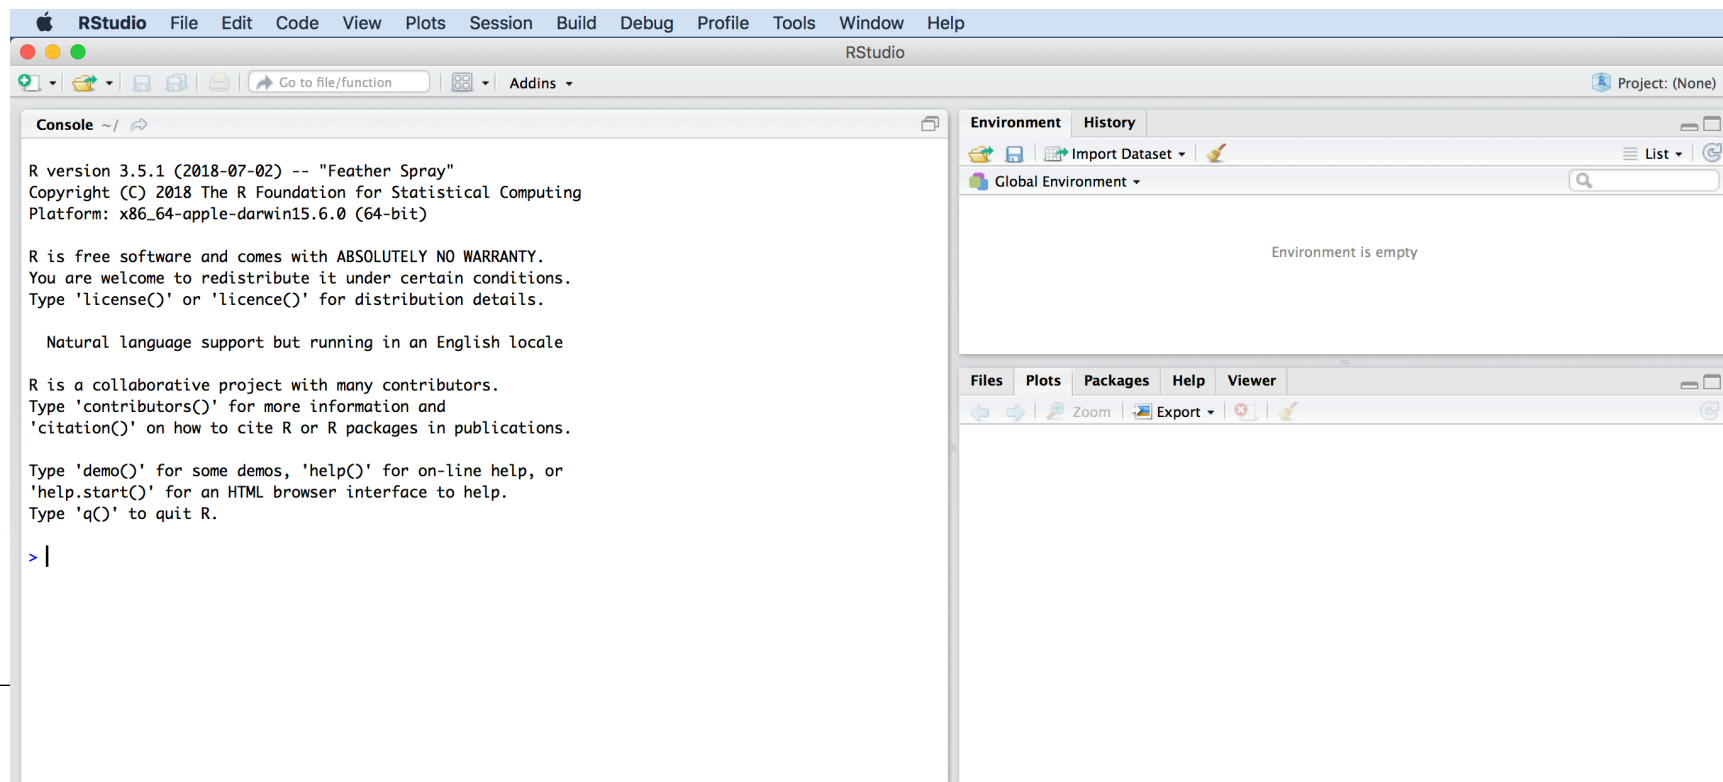 RStudio File Edit Code View Plots Session Build Debug Profile Tools Window Help
RStudio
Go to file/function Addins Project: (None)
Console ~/
R version 3.5.1 (2018-07-02) -- "Feather Spray"
Copyright (C) 2018 The R Foundation for Statistical Computing
Platform: x86_64-apple-darwin15.6.0 (64-bit)
R is free software and comes with ABSOLUTELY NO WARRANTY.
You are welcome to redistribute it under certain conditions.
Type 'license()' or 'licence()' for distribution details.
Natural language support but running in an English locale
R is a collaborative project with many contributors.
Type 'contributors()' for more information and
'citation()' on how to cite R or R packages in publications.
Type 'demo()' for some demos, 'help()' for on-line help, or
'help.start()' for an HTML browser interface to help.
Type 'q()' to quit R.
>
Environment History
Import Dataset List
Global Environment
Environment is empty
Files Plots Packages Help Viewer
Zoom Export